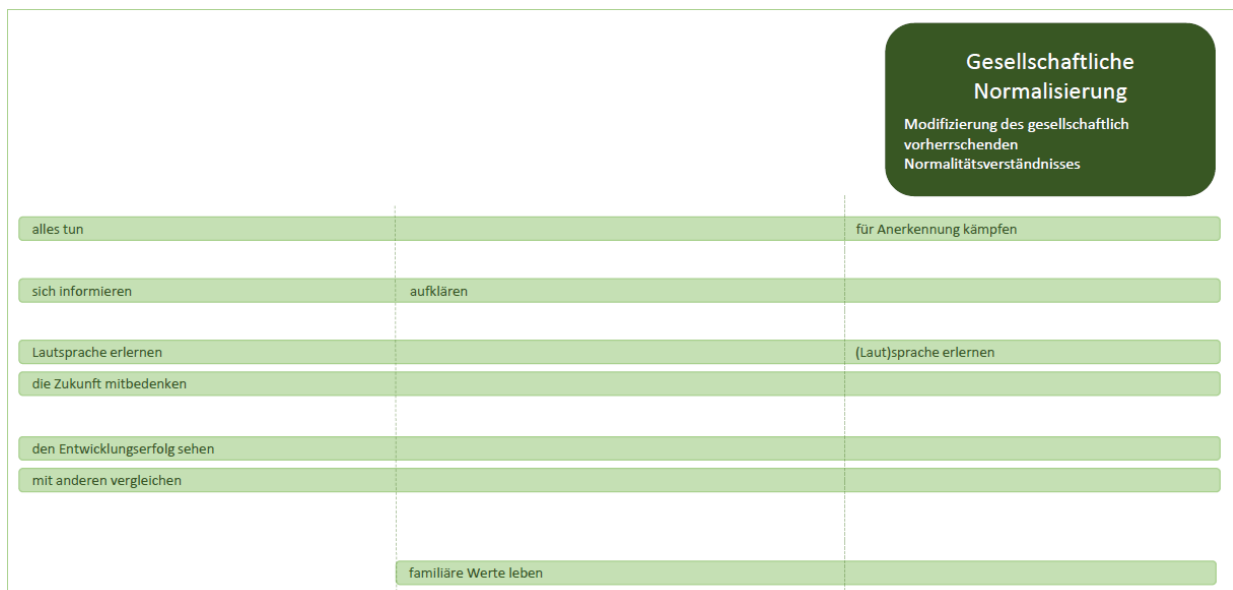 Gesellschaftliche
Normalisierung
Modifizierung des gesellschaftlich
vorherrschenden
Normalitätsverständnisses
alles tun
für Anerkennung kämpfen
sich informieren
aufklären
Lautsprache erlernen
(Laut)sprache erlernen
die Zukunft mitbedenken
den Entwicklungserfolg sehen
mit anderen vergleichen
familiäre Werte leben